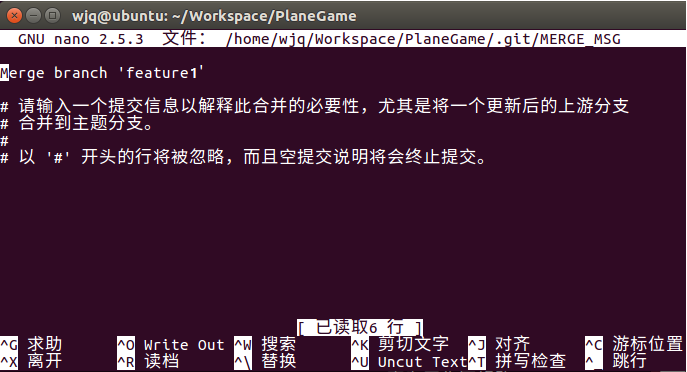 wjq@ubuntu: ~/Workspace/PlaneGame
GNU nano 2.5.3 文件： /home/wjq/Workspace/PlaneGame/.git/MERGE_MSG
Merge branch 'feature1'
# 请输入一个提交信息以解释此合并的必要性，尤其是将一个更新后的上游分支
# 合并到主题分支。
#
# 以 '#' 开头的行将被忽略，而且空提交说明将会终止提交。
[ 已读取6 行 ]
^G 求助 ^O Write Out ^W 搜索 ^K 剪切文字 ^J 对齐 ^C 游标位置
^X 离开 ^R 读档 ^\ 替换 ^U Uncut Text ^T 拼写检查 ^_ 跳行